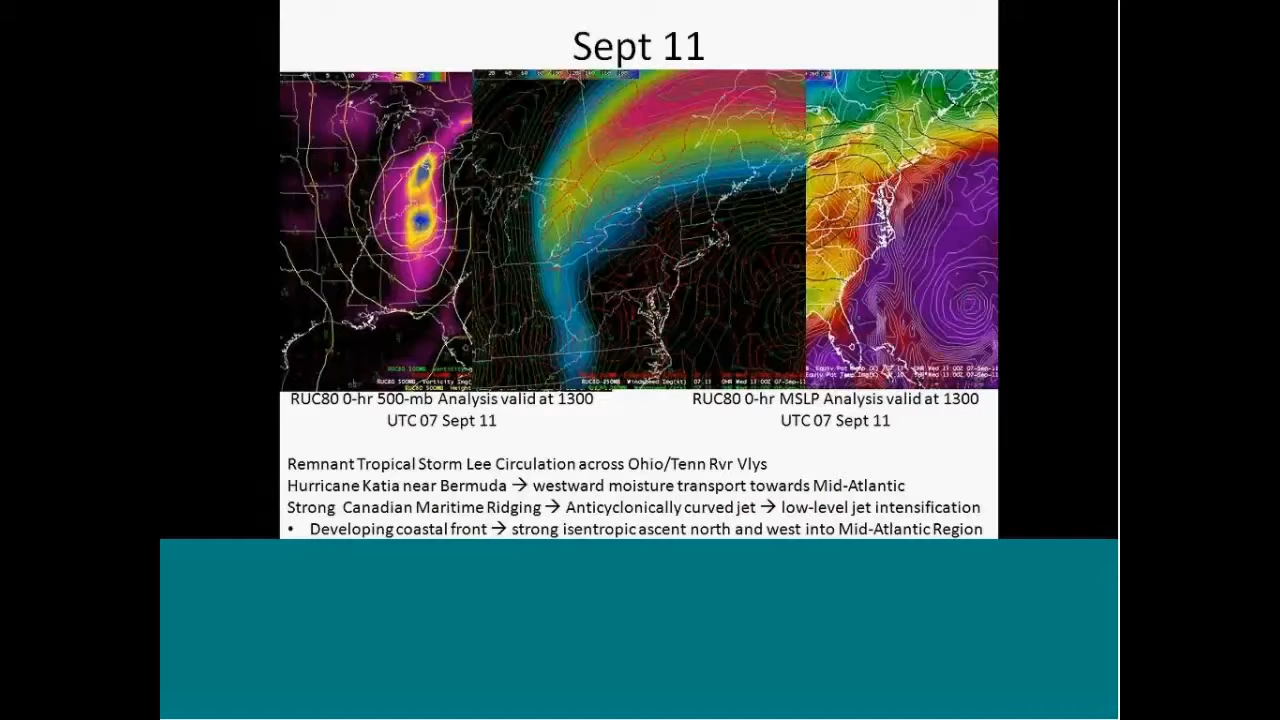 Sept 11
RUC80 0-hr 500-mb Analysis valid at 1300
UTC 07 Sept 11
RUC80 0-hr MSLP Analysis valid at 1300
UTC 07 Sept 11
Remnant Tropical Storm Lee Circulation across Ohio/Tenn Rvr Vlys
Hurricane Katia near Bermuda → westward moisture transport towards Mid-Atlantic
Strong Canadian Maritime Ridging → Anticyclonically curved jet → low-level jet intensification
• Developing coastal front → strong isentropic ascent north and west into Mid-Atlantic Region